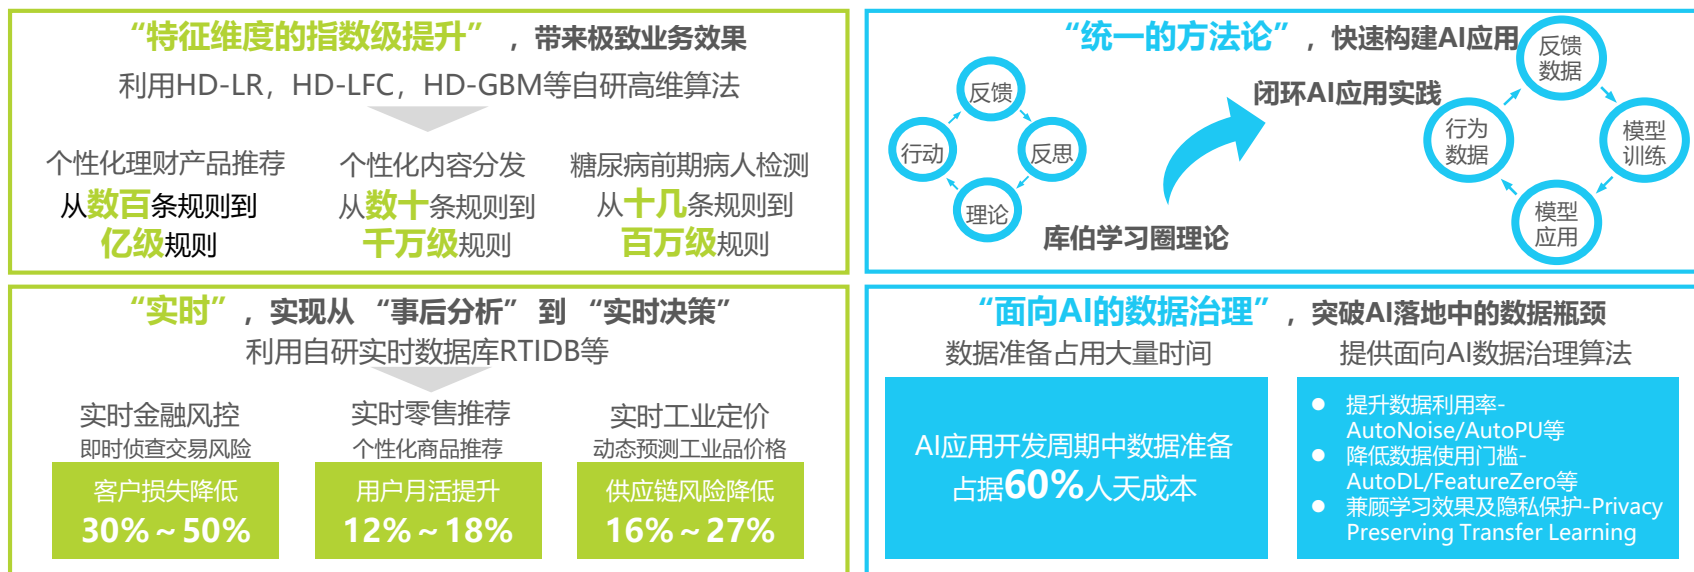 “特征维度的指数级提升”，带来极致业务效果
利用HD-LR，HD-LFC，HD-GBM等自研高维算法
个性化理财产品推荐
从数百条规则到
亿级规则
个性化内容分发
从数十条规则到
千万级规则
糖尿病前期病人检测
从十几条规则到
百万级规则
“统一的方法论”，快速构建AI应用
闭环AI应用实践
反馈
反思
理论
行动
库伯学习圈理论
反馈
数据
模型
训练
模型
应用
行为
数据
“实时”，实现从“事后分析”到“实时决策”
利用自研实时数据库RTIDB等
实时金融风控
即时侦查交易风险
客户损失降低
30%～50%
实时零售推荐
个性化商品推荐
用户月活提升
12%～18%
实时工业定价
动态预测工业品价格
供应链风险降低
16%～27%
“面向AI的数据治理”，突破AI落地中的数据瓶颈
数据准备占用大量时间
AI应用开发周期中数据准备
占据60%人天成本
提供面向AI数据治理算法
● 提升数据利用率-
AutoNoise/AutoPU等
● 降低数据使用门槛-
AutoDL/FeatureZero等
● 兼顾学习效果及隐私保护-Privacy
Preserving Transfer Learning